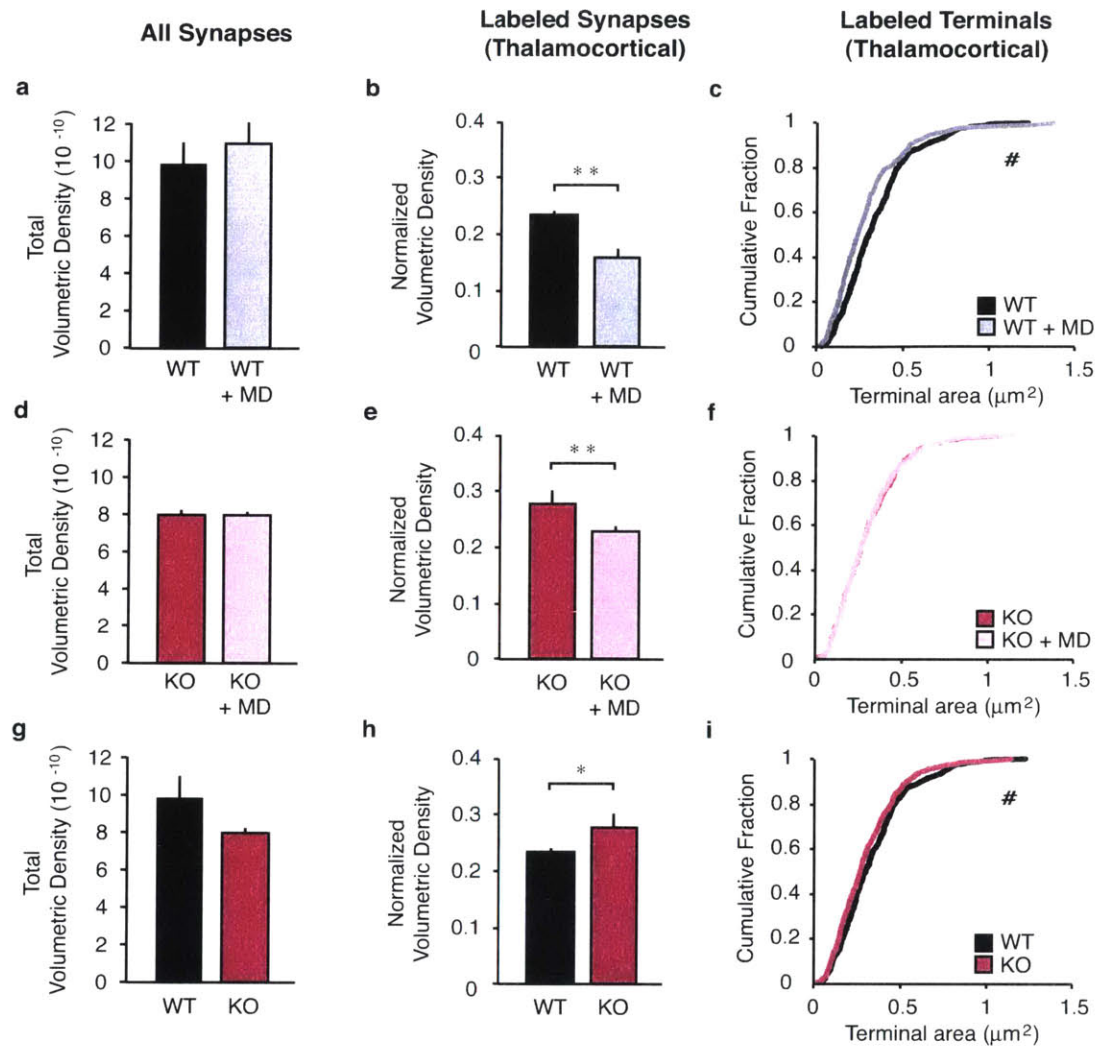 All Synapses
Labeled Synapses
(Thalamocortical)
Labeled Terminals
(Thalamocortical)
a
Total
Volumetric Density (10 -10)
12
10
8
6
4
2
0
WT
WT
+ MD
b
Normalized
Volumetric Density
0.4
0.3
0.2
0.1
0
* *
WT
WT
+ MD
c
Cumulative Fraction
1
0.8
0.6
0.4
0.2
0
#
WT
WT + MD
0
0.5
1
1.5
Terminal area (μm²)
d
Total
Volumetric Density (10 -10)
12
10
8
6
4
2
0
KO
KO
+ MD
e
Normalized
Volumetric Density
0.4
0.3
0.2
0.1
0
* *
KO
KO
+ MD
f
Cumulative Fraction
1
0.8
0.6
0.4
0.2
0
KO
KO + MD
0
0.5
1
1.5
Terminal area (μm²)
g
Total
Volumetric Density (10 -10)
12
10
8
6
4
2
0
WT
KO
h
Normalized
Volumetric Density
0.4
0.3
0.2
0.1
0
*
WT
KO
i
Cumulative Fraction
1
0.8
0.6
0.4
0.2
0
#
WT
KO
0
0.5
1
1.5
Terminal area (μm²)